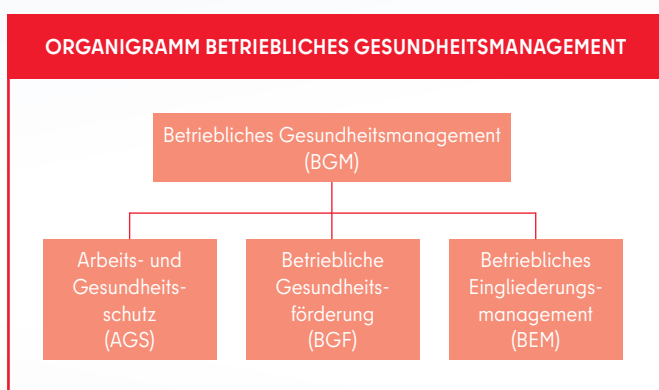 ORGANIGRAMM BETRIEBLICHES GESUNDHEITSMANAGEMENT
Betriebliches Gesundheitsmanagement
(BGM)
Arbeits- und
Gesundheits-
schutz
(AGS)
Betriebliche
Gesundheits-
förderung
(BGF)
Betriebliches
Eingliederungs-
management
(BEM)